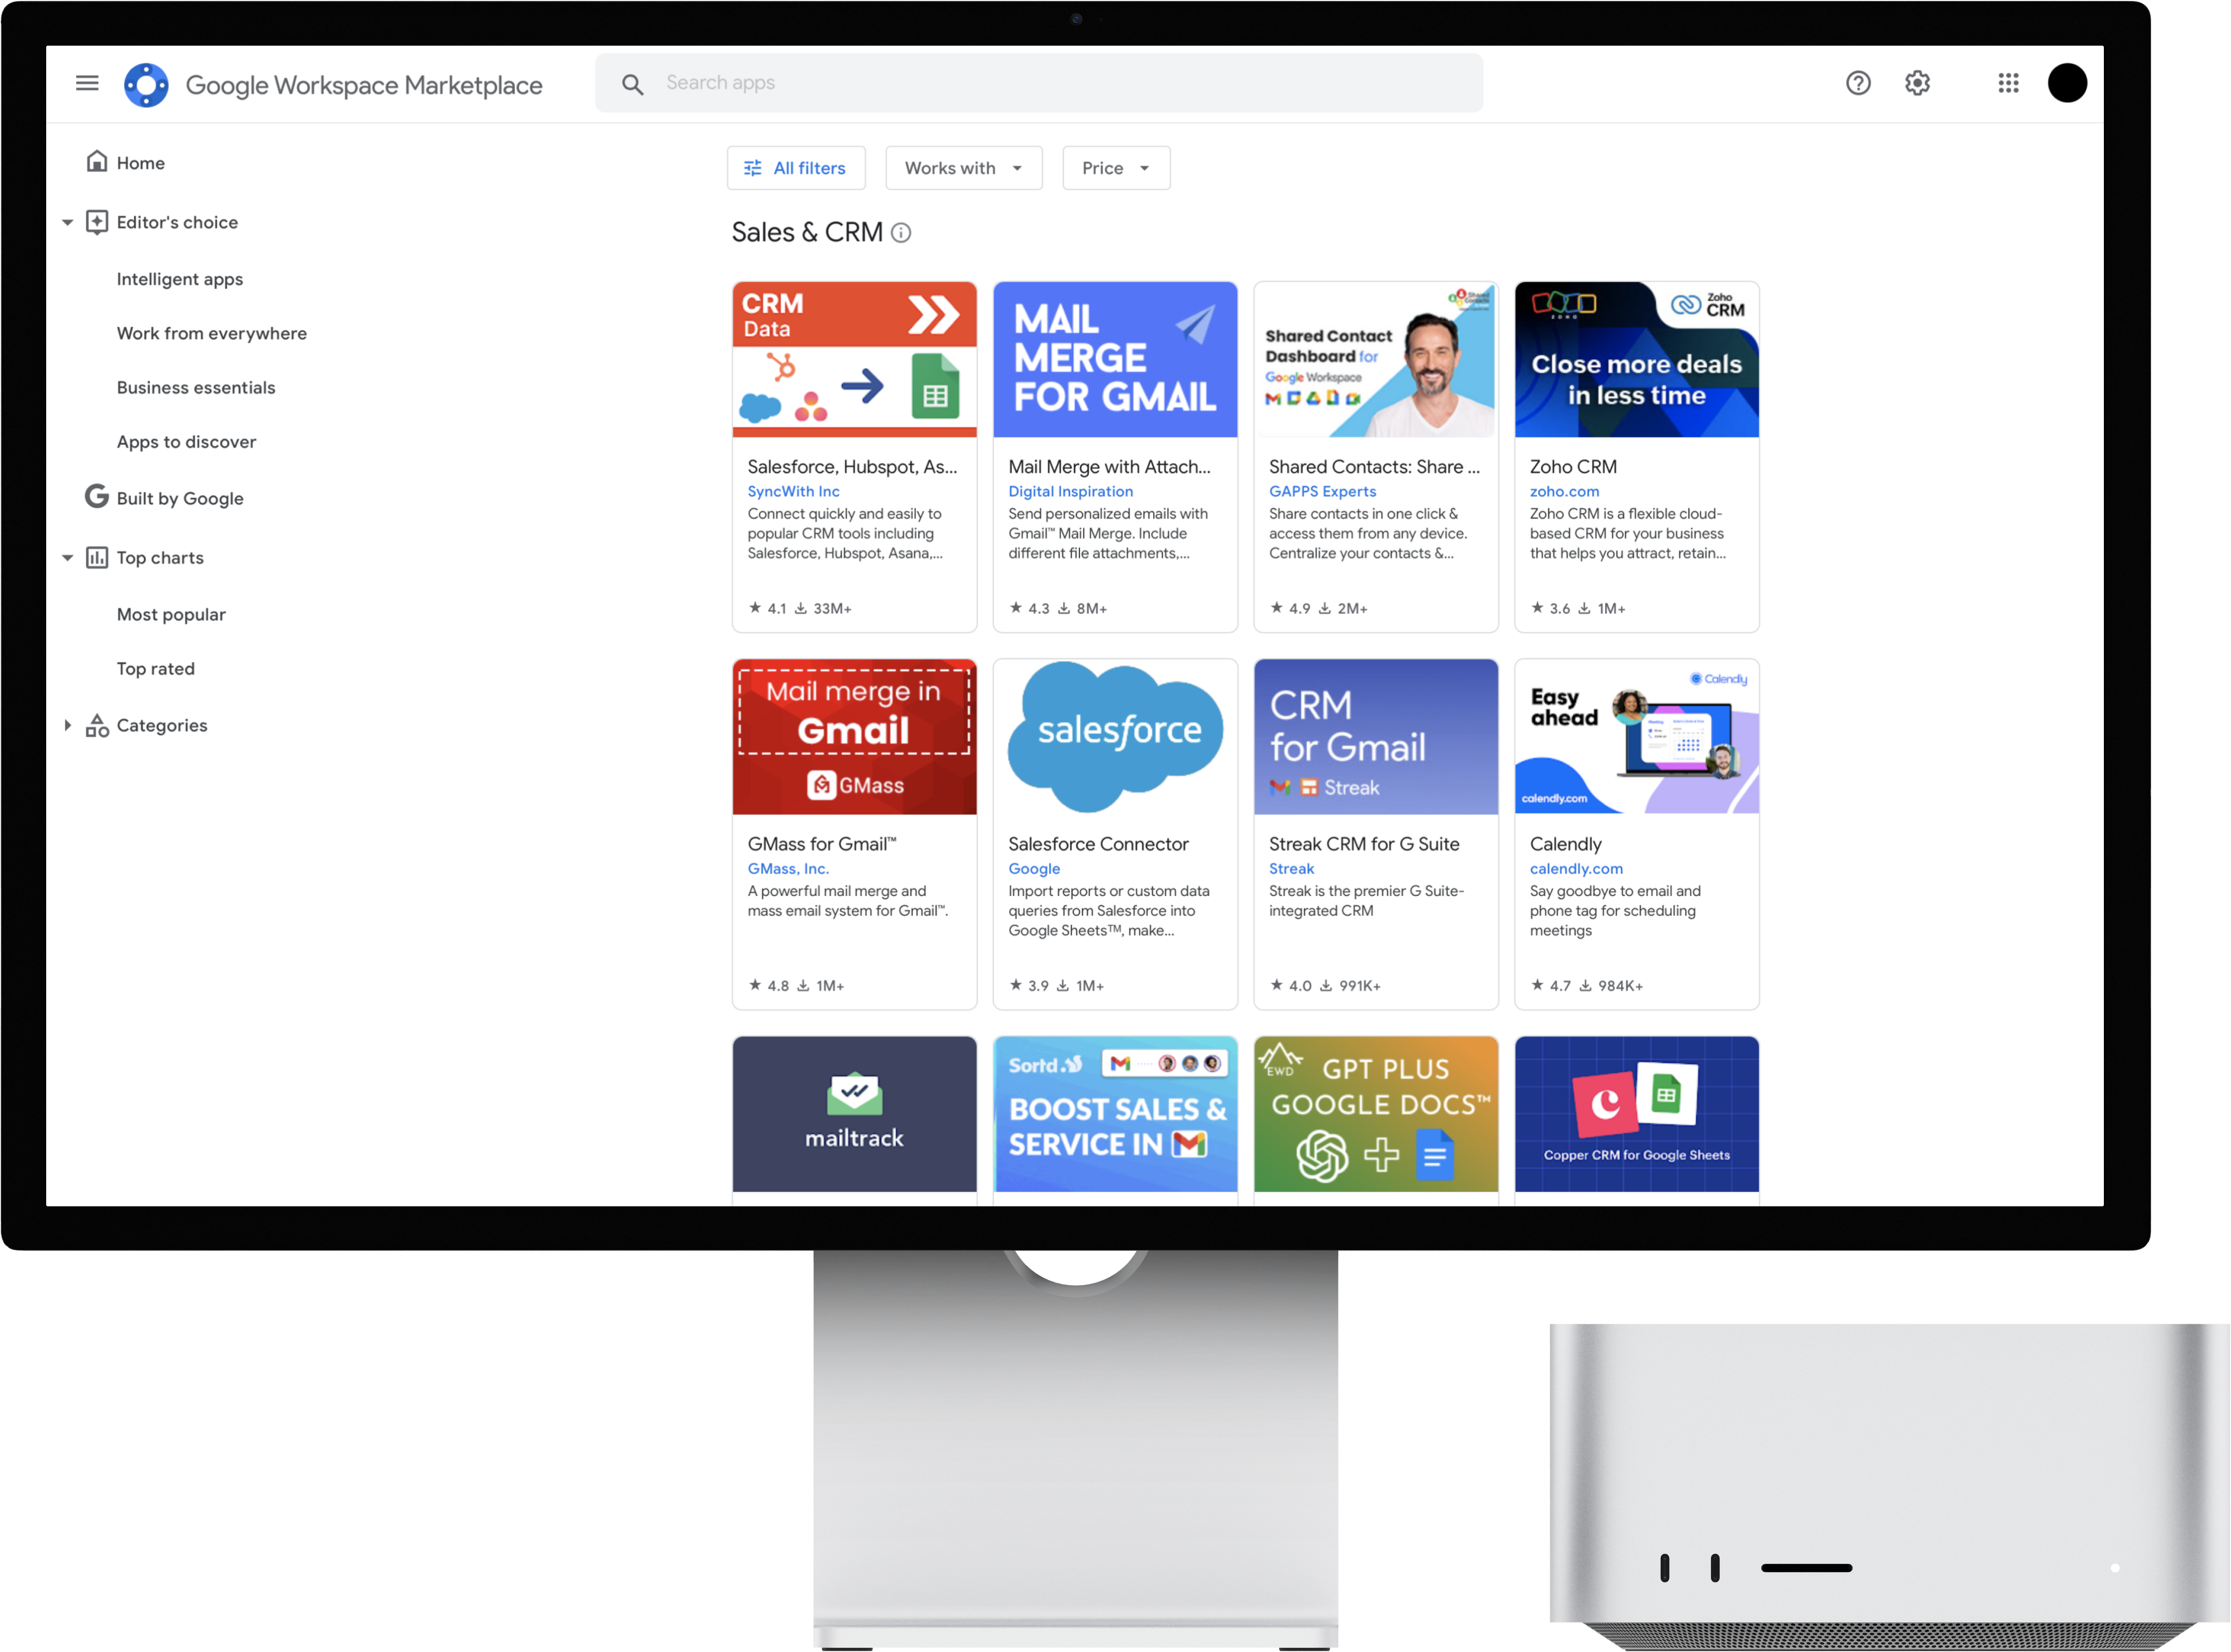 Google Workspace Marketplace
Search apps
Home
Editor's choice
Intelligent apps
Work from everywhere
Business essentials
Apps to discover
Built by Google
Top charts
Most popular
Top rated
Categories
All filters
Works with
Price
Sales & CRM
CRM
Data
Salesforce, Hubspot, As...
SyncWith Inc
Connect quickly and easily to
popular CRM tools including
Salesforce, Hubspot, Asana,...
4.1 33M+
MAIL
MERGE
FOR GMAIL
Mail Merge with Attach...
Digital Inspiration
Send personalized emails with
Gmail™ Mail Merge. Include
different file attachments,...
4.3 8M+
Shared Contact
Dashboard for
Google Workspace
Shared Contacts: Share ...
GAPPS Experts
Share contacts in one click &
access them from any device.
Centralize your contacts &...
4.9 2M+
ZOHO
Zoho
CRM
Close more deals
in less time
Zoho CRM
zoho.com
Zoho CRM is a flexible cloud-
based CRM for your business
that helps you attract, retain...
3.6 1M+
Mail merge in
Gmail
GMass
GMass for Gmail™
GMass, Inc.
A powerful mail merge and
mass email system for Gmail™.
4.8 1M+
salesforce
Salesforce Connector
Google
Import reports or custom data
queries from Salesforce into
Google Sheets™, make...
3.9 1M+
CRM
for Gmail
Streak
Streak CRM for G Suite
Streak
Streak is the premier G Suite-
integrated CRM
4.0 991K+
Calendly
Easy
ahead
calendly.com
Calendly
calendly.com
Say goodbye to email and
phone tag for scheduling
meetings
4.7 984K+
mailtrack
Sortd
BOOST SALES &
SERVICE IN
EWD
GPT PLUS
GOOGLE DOCS™
Copper CRM for Google Sheets